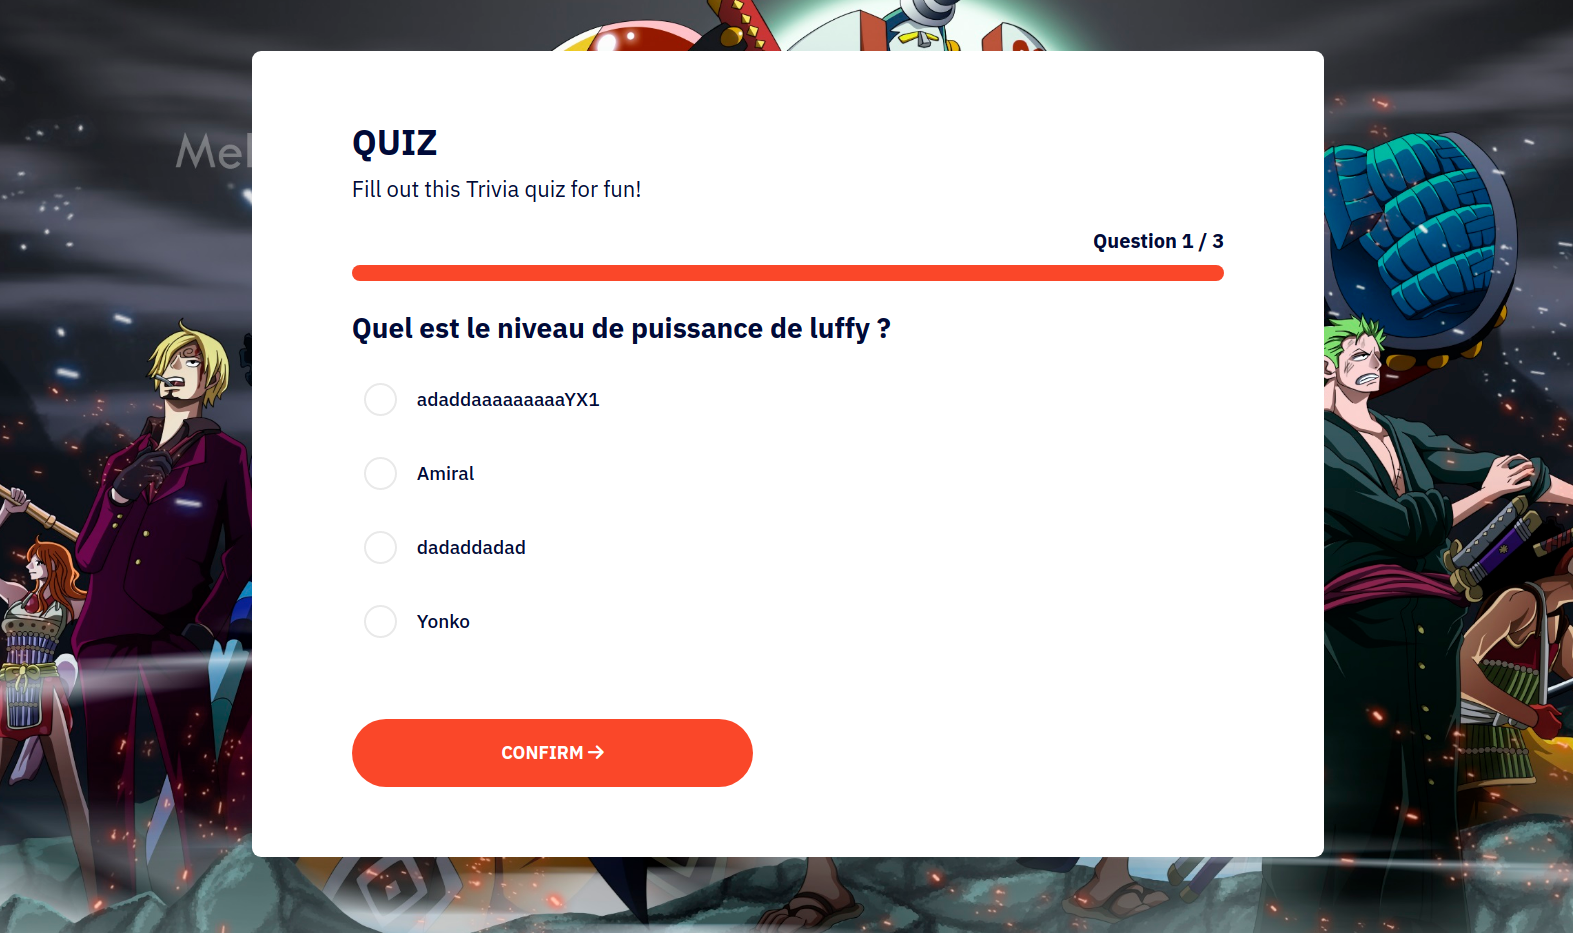 QUIZ
Fill out this Trivia quiz for fun!
Question 1 / 3
Quel est le niveau de puissance de luffy ?
adaddaaaaaaaaaYX1
Amiral
dadaddadad
Yonko
CONFIRM